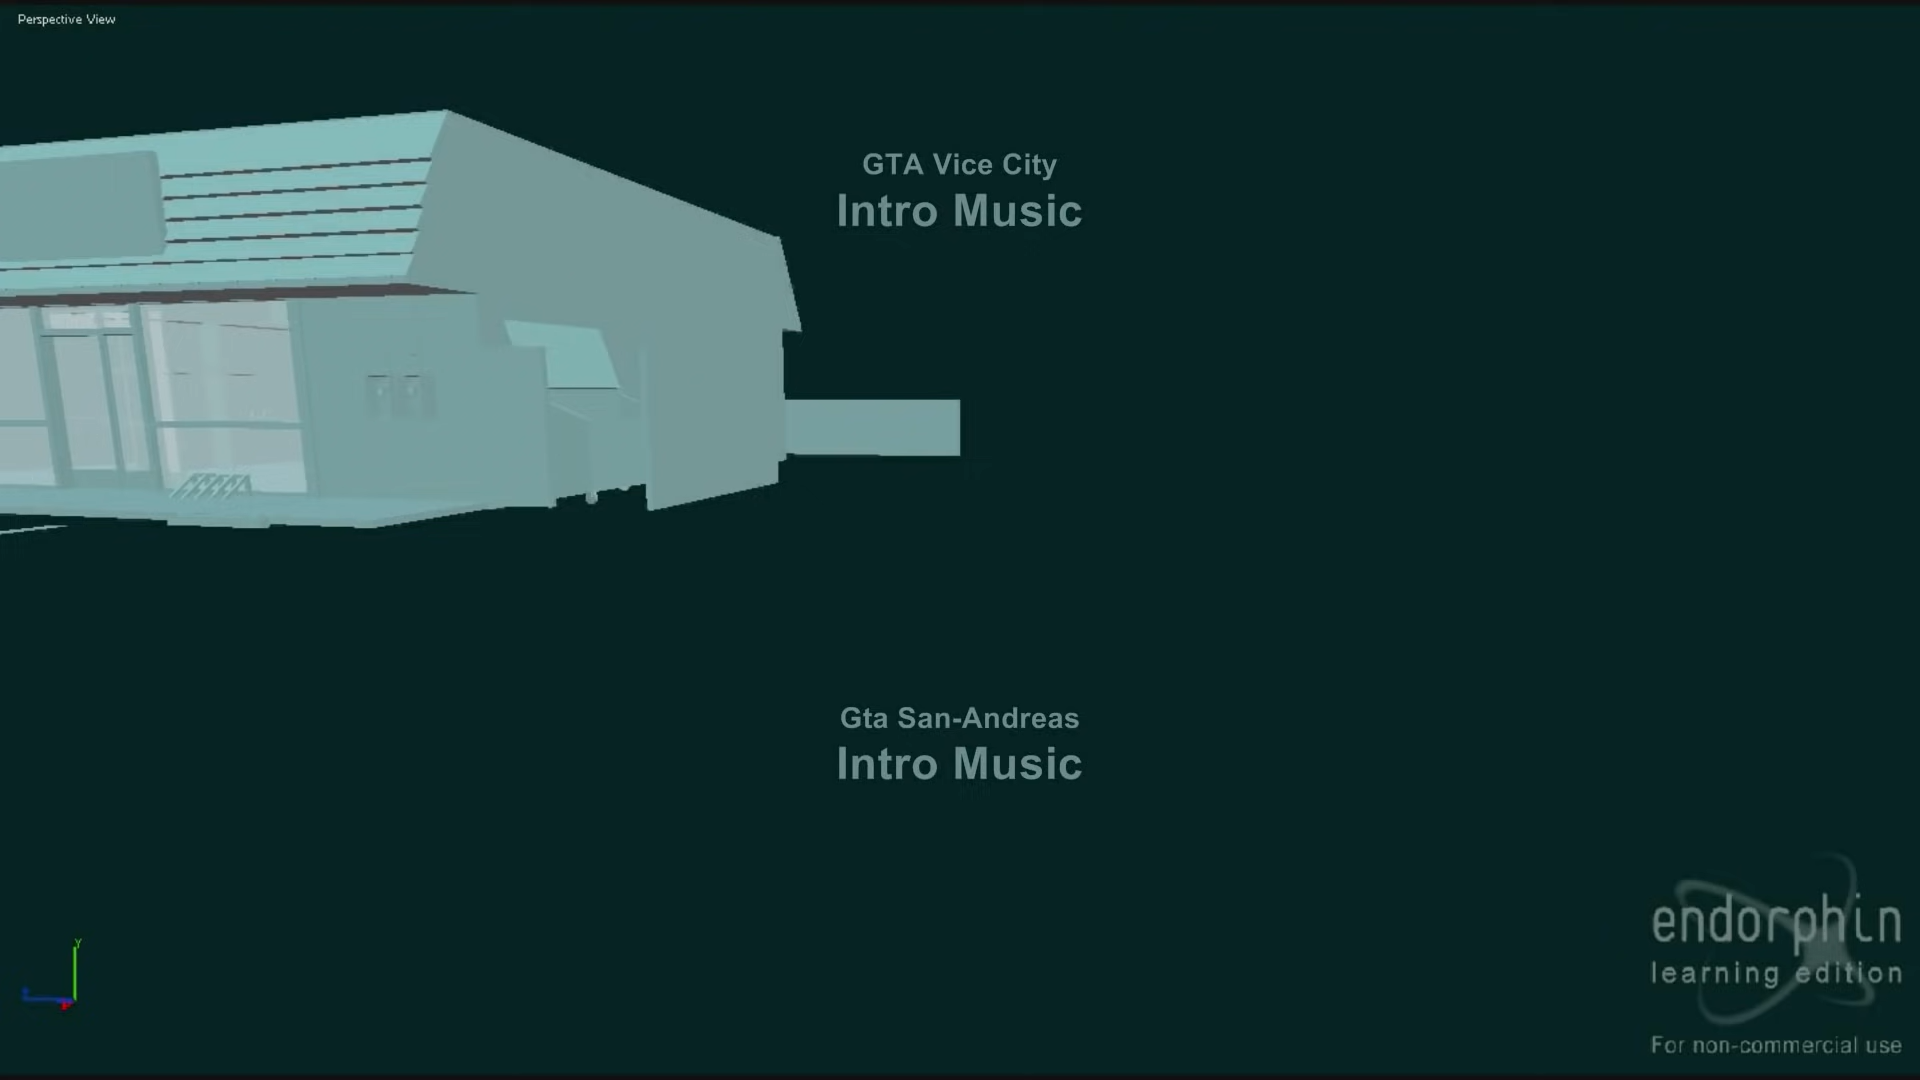 Perspective View
GTA Vice City
Intro Music
Gta San-Andreas
Intro Music
Y
endorphin
learning edition
For non-commercial use